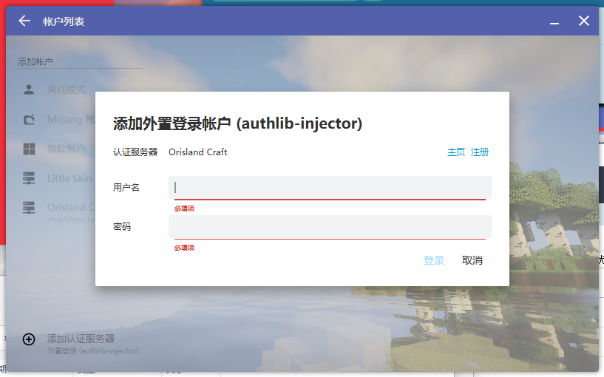 帐户列表
添加帐户
离线模式
Mojang 帐
微软帐户
Little Skin
Orisland C
添加外置登录帐户 (authlib-injector)
认证服务器 Orisland Craft 主页 注册
用户名
必填项
密码
必填项
登录 取消
添加认证服务器
外置登录 (authlib-injector)